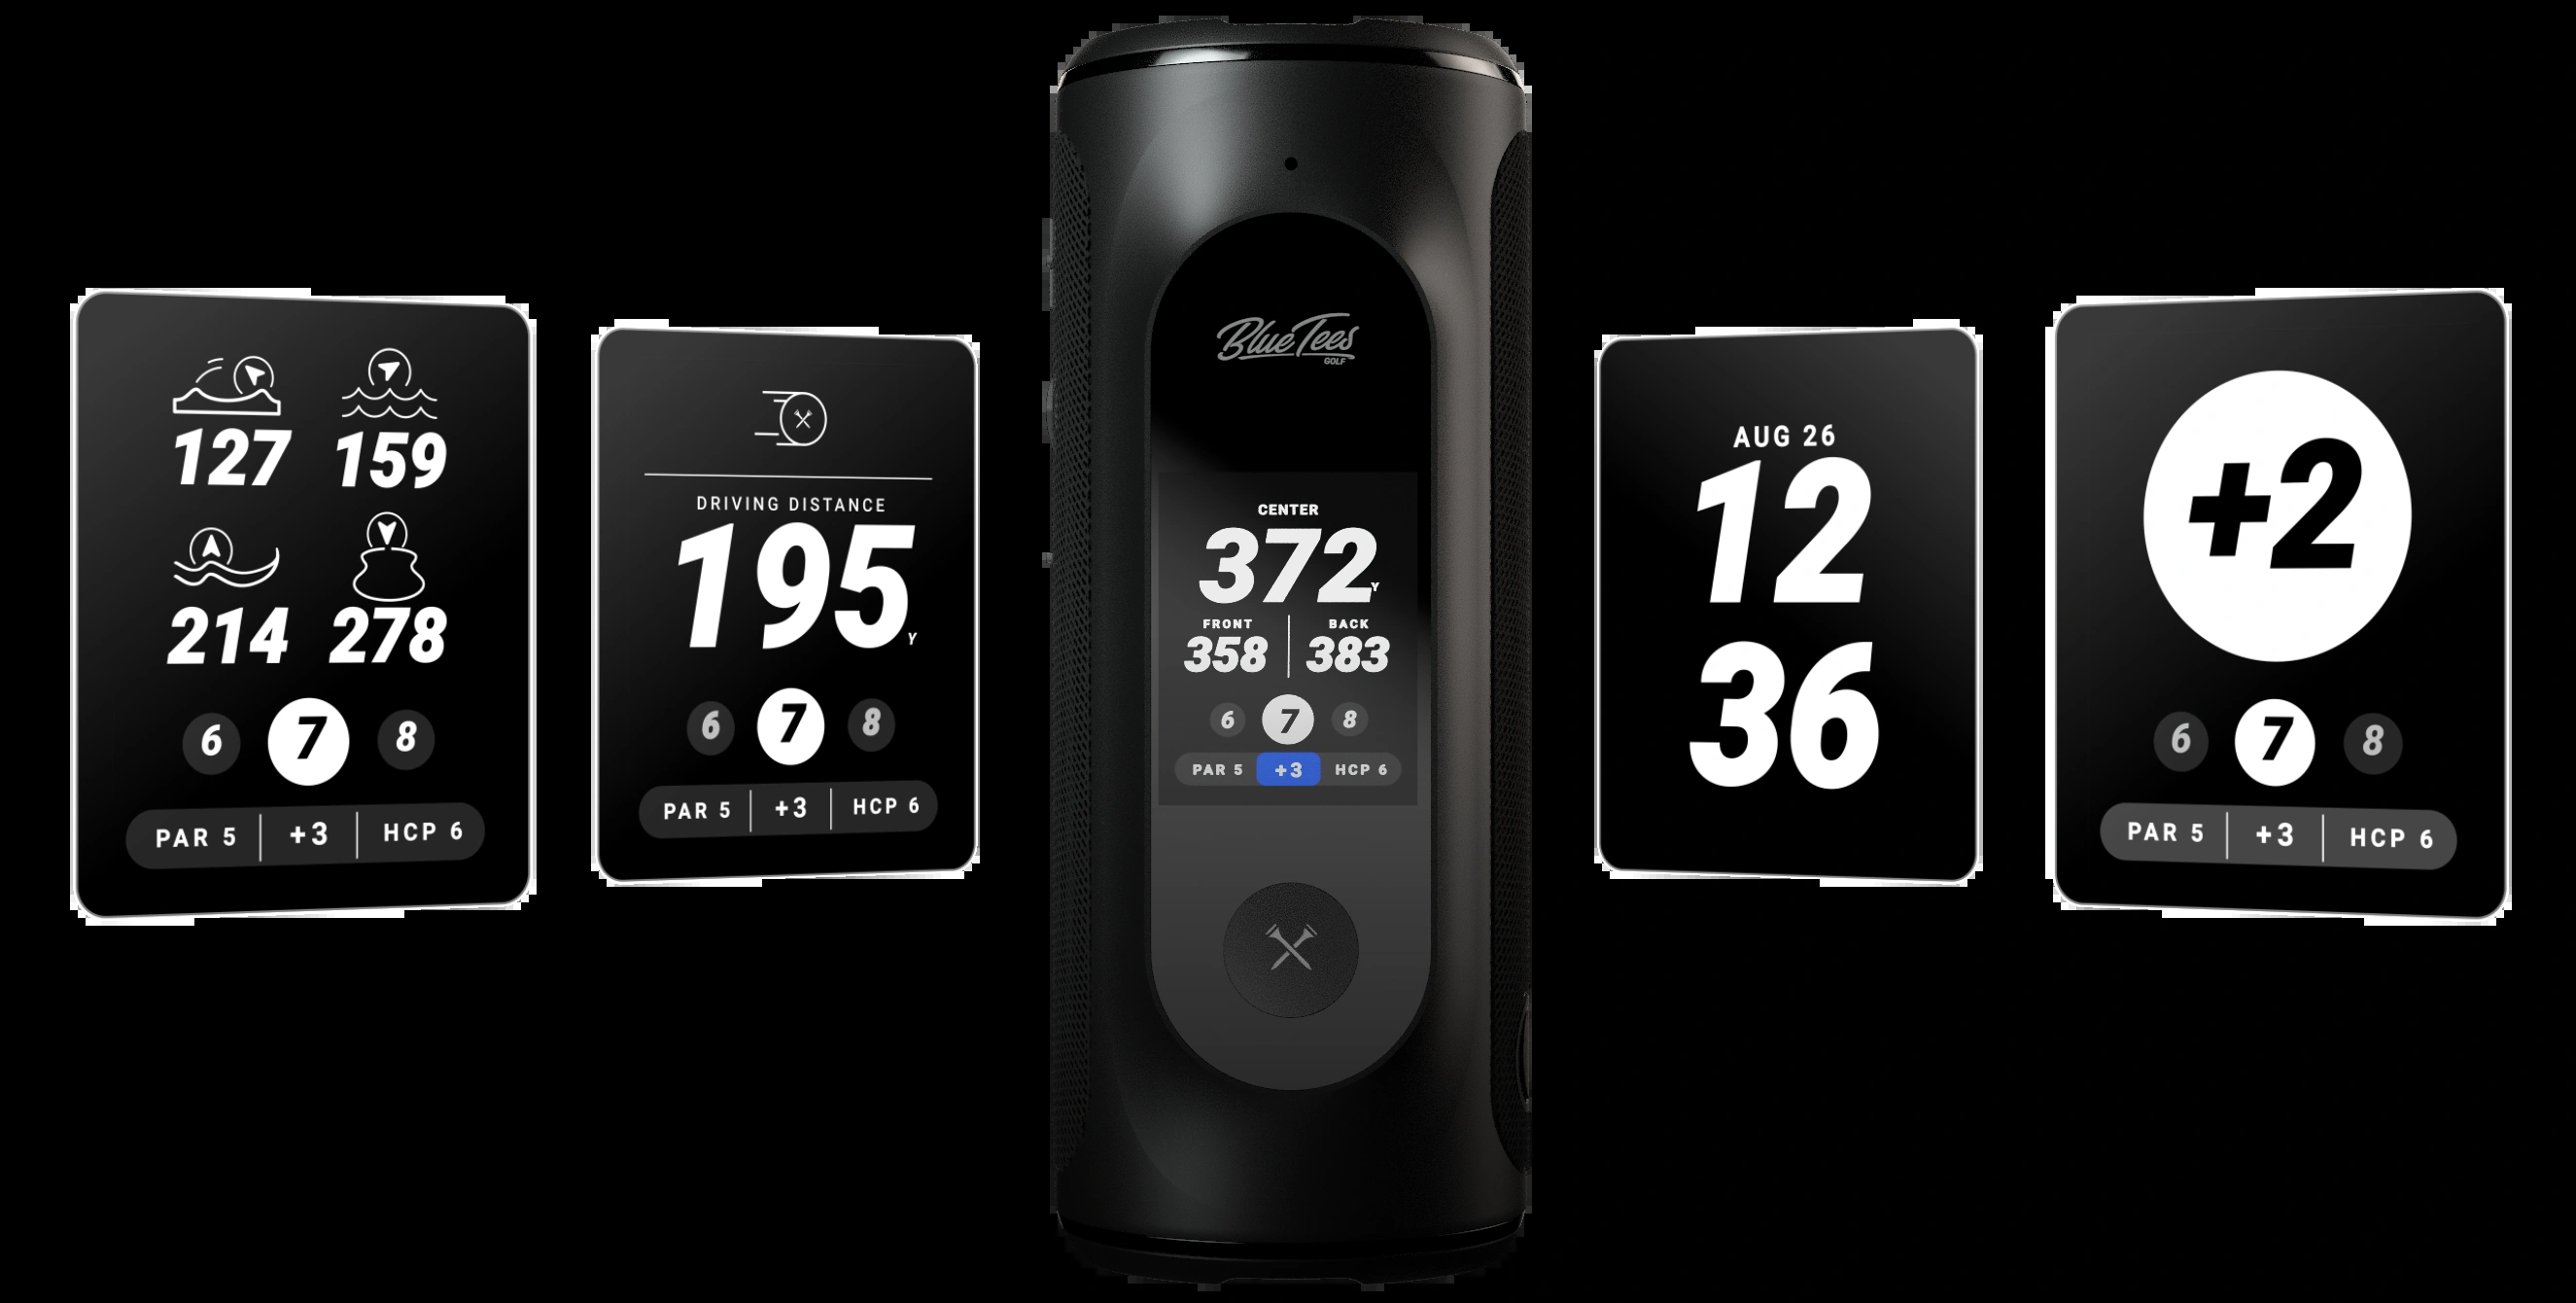 127 159
214 278
6 7 8
PAR 5 +3 HCP 6
DRIVING DISTANCE
195Y
6 7 8
PAR 5 +3 HCP 6
Blue Tees
GOLF
CENTER
372Y
FRONT BACK
358 383
6 7 8
PAR 5 +3 HCP 6
AUG 26
12
36
+2
6 7 8
PAR 5 +3 HCP 6